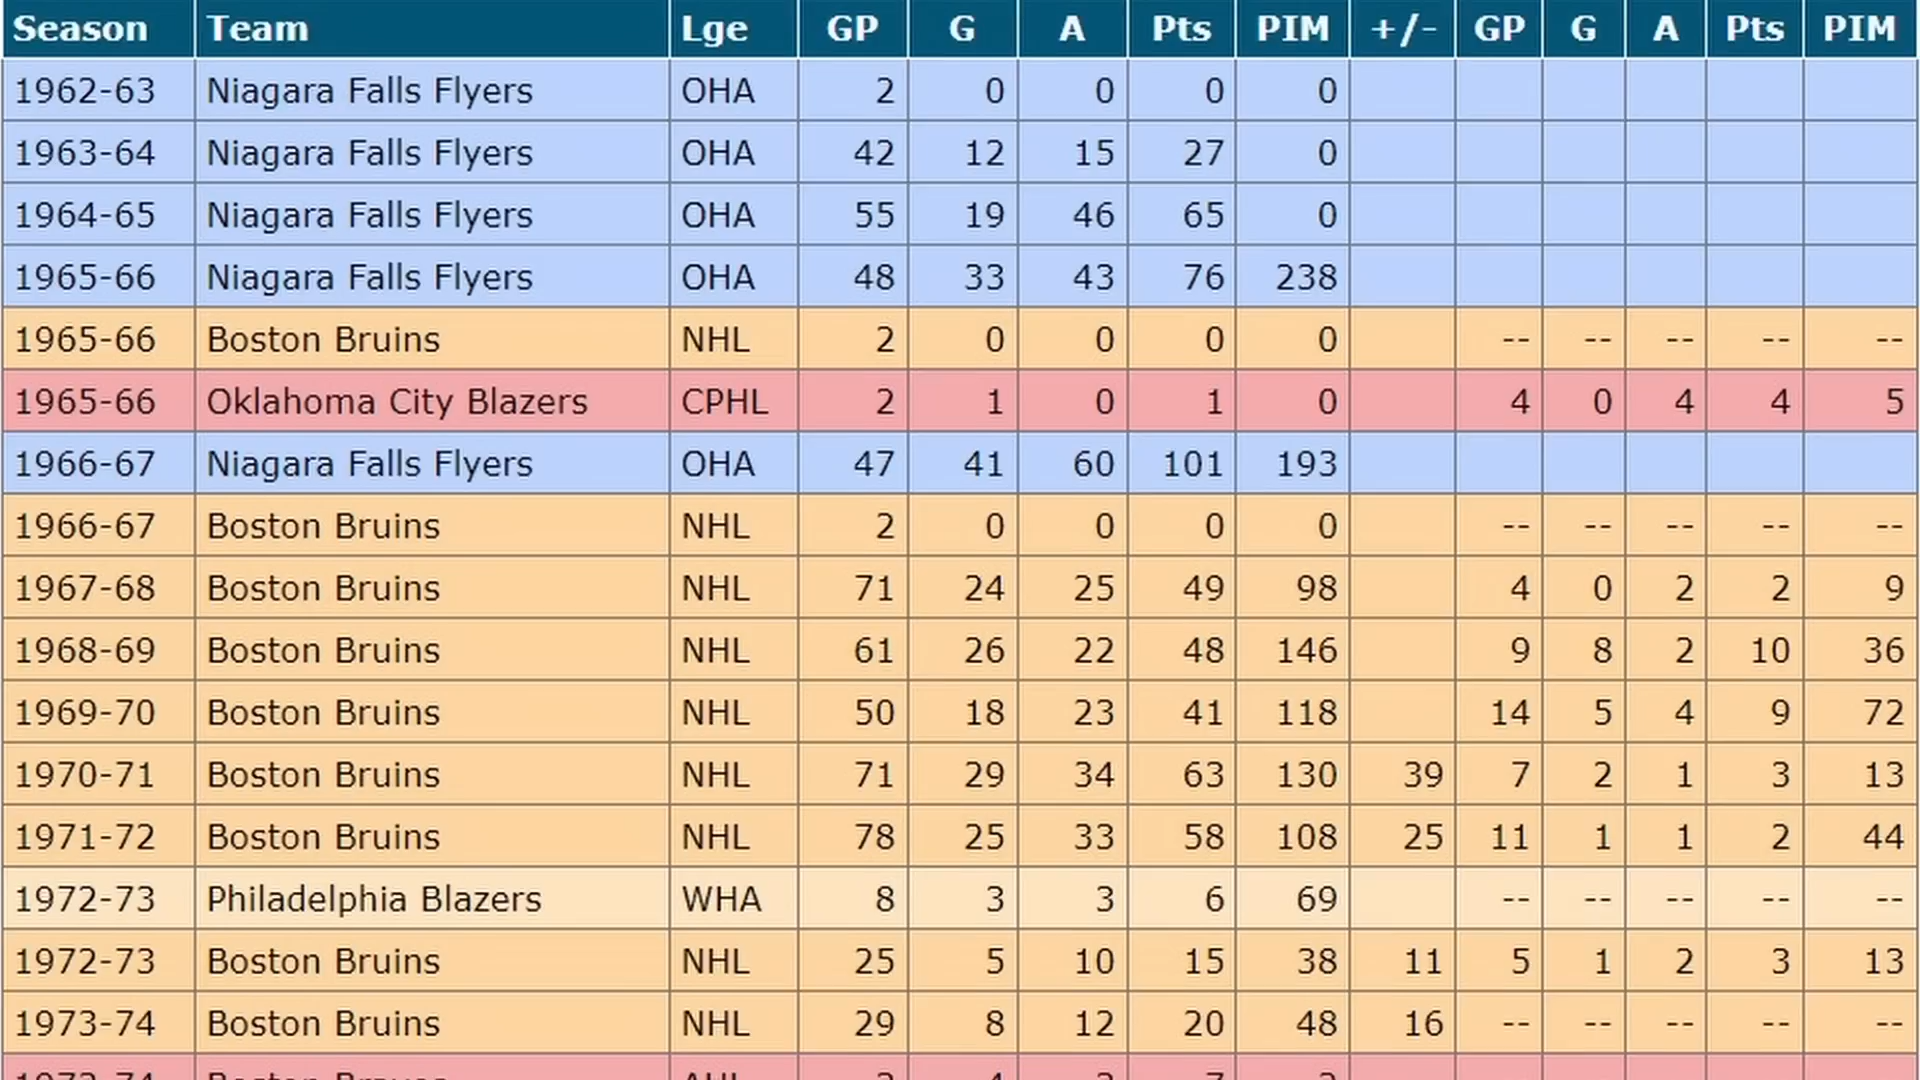 Season Team Lge GP G A Pts PIM +/- GP G A Pts PIM
1962-63 Niagara Falls Flyers OHA 2 0 0 0 0
1963-64 Niagara Falls Flyers OHA 42 12 15 27 0
1964-65 Niagara Falls Flyers OHA 55 19 46 65 0
1965-66 Niagara Falls Flyers OHA 48 33 43 76 238
1965-66 Boston Bruins NHL 2 0 0 0 0 -- -- -- -- --
1965-66 Oklahoma City Blazers CPHL 2 1 0 1 0 4 0 4 4 5
1966-67 Niagara Falls Flyers OHA 47 41 60 101 193
1966-67 Boston Bruins NHL 2 0 0 0 0 -- -- -- -- --
1967-68 Boston Bruins NHL 71 24 25 49 98 4 0 2 2 9
1968-69 Boston Bruins NHL 61 26 22 48 146 9 8 2 10 36
1969-70 Boston Bruins NHL 50 18 23 41 118 14 5 4 9 72
1970-71 Boston Bruins NHL 71 29 34 63 130 39 7 2 1 3 13
1971-72 Boston Bruins NHL 78 25 33 58 108 25 11 1 1 2 44
1972-73 Philadelphia Blazers WHA 8 3 3 6 69 -- -- -- -- --
1972-73 Boston Bruins NHL 25 5 10 15 38 11 5 1 2 3 13
1973-74 Boston Bruins NHL 29 8 12 20 48 16 -- -- -- -- --
Boston Braves AHL